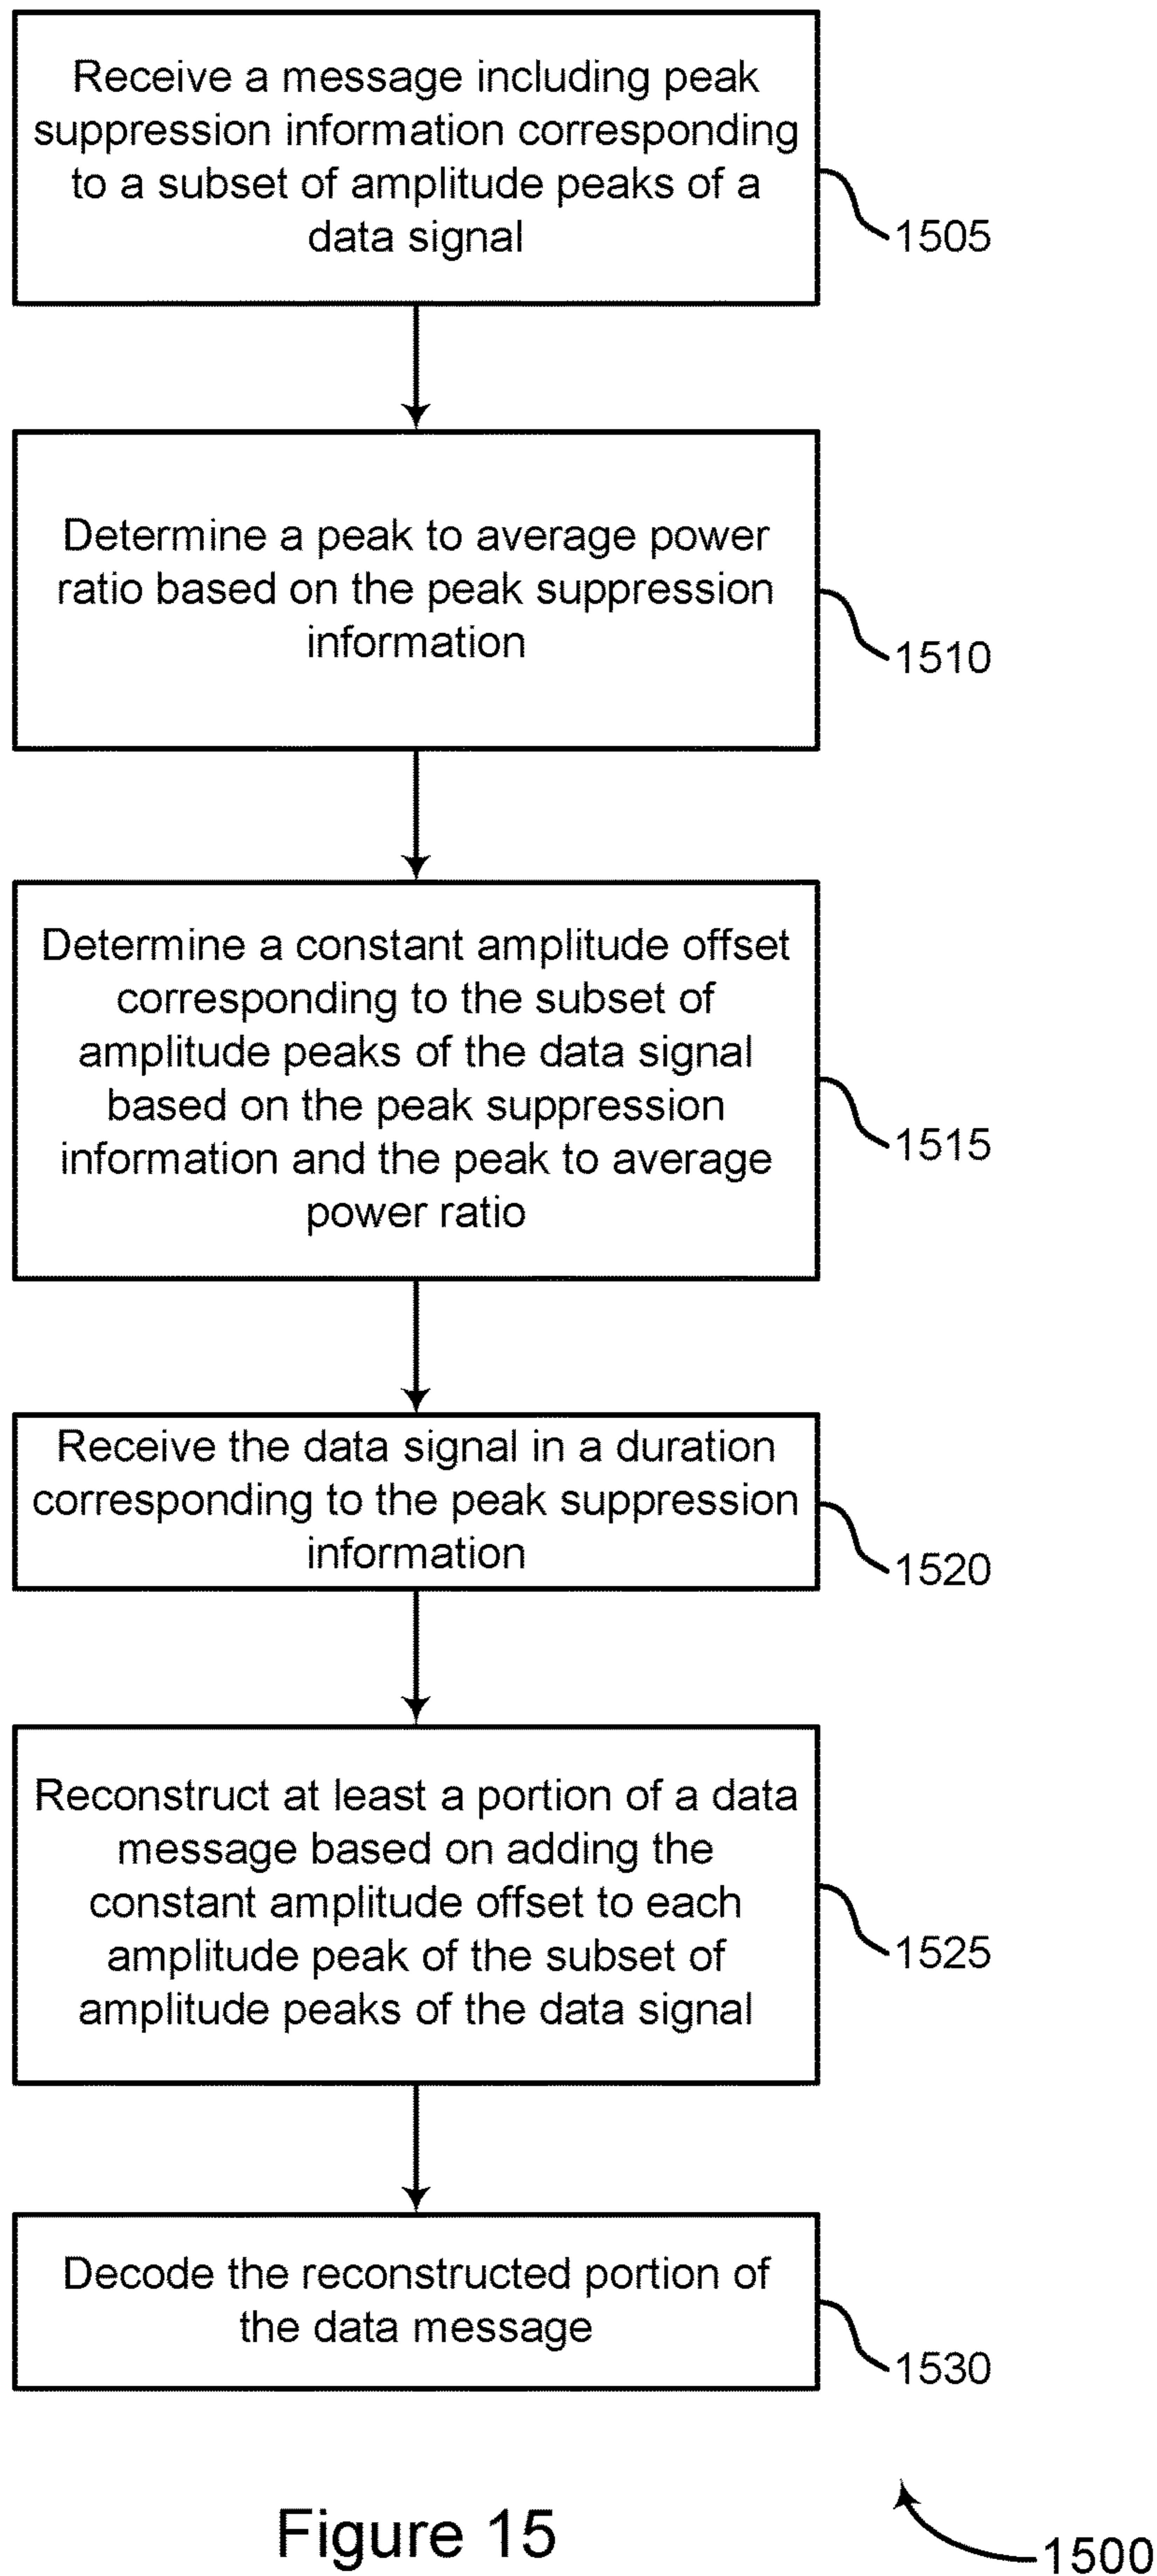 Receive a message including peak
suppression information corresponding
to a subset of amplitude peaks of a
data signal
1505
Determine a peak to average power
ratio based on the peak suppression
information
1510
Determine a constant amplitude offset
corresponding to the subset of
amplitude peaks of the data signal
based on the peak suppression
information and the peak to average
power ratio
1515
Receive the data signal in a duration
corresponding to the peak suppression
information
1520
Reconstruct at least a portion of a data
message based on adding the
constant amplitude offset to each
amplitude peak of the subset of
amplitude peaks of the data signal
1525
Decode the reconstructed portion of
the data message
1530
Figure 15
1500